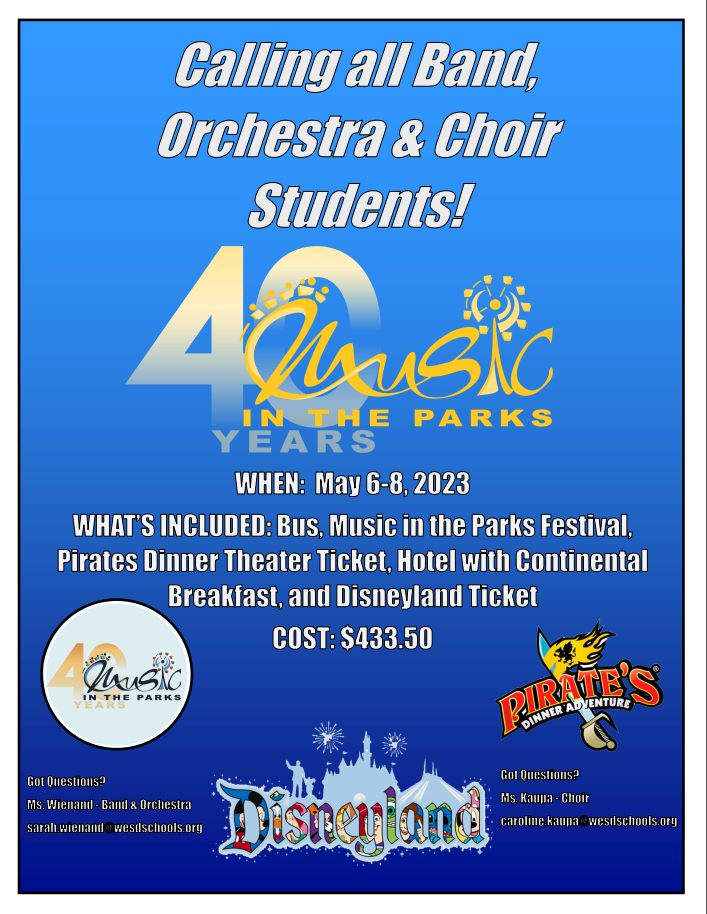 Calling all Band,
Orchestra & Choir
Students!
40
Music
IN THE PARKS
YEARS
WHEN:  May 6-8, 2023
WHAT'S INCLUDED: Bus, Music in the Parks Festival,
Pirates Dinner Theater Ticket, Hotel with Continental
Breakfast, and Disneyland Ticket
COST: $433.50
40
Music
IN THE PARKS
YEARS
PIRATE'S®
DINNER ADVENTURE
Got Questions?
Ms. Wienand - Band & Orchestra
sarah.wienand@wesdschools.org
Disneyland
Got Questions?
Ms. Kaupa - Choir
caroline.kaupa@wesdschools.org